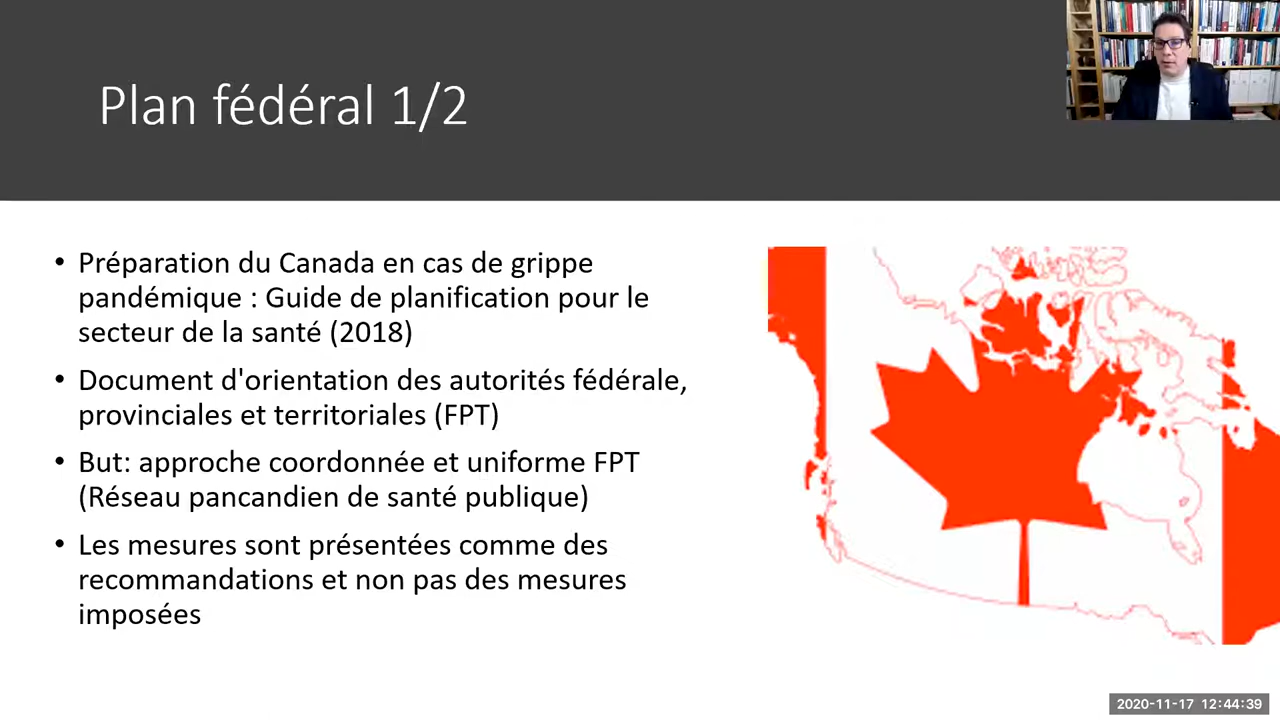 Plan fédéral 1/2
• Préparation du Canada en cas de grippe
pandémique : Guide de planification pour le
secteur de la santé (2018)
• Document d'orientation des autorités fédérale,
provinciales et territoriales (FPT)
• But: approche coordonnée et uniforme FPT
(Réseau pancandien de santé publique)
• Les mesures sont présentées comme des
recommandations et non pas des mesures
imposées
2020-11-17 12:44:39